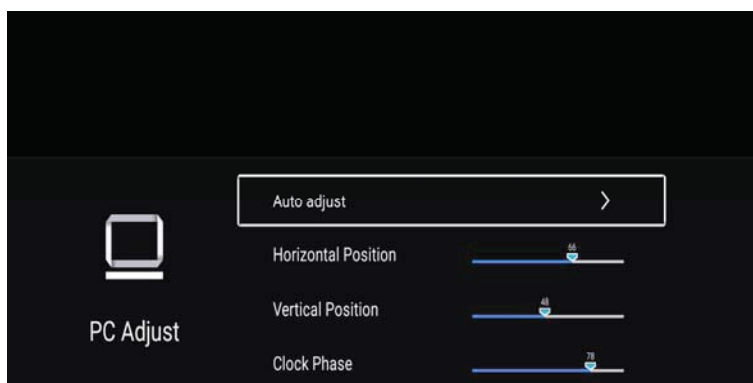 Auto adjust
Horizontal Position
66
Vertical Position
48
PC Adjust
Clock Phase
78